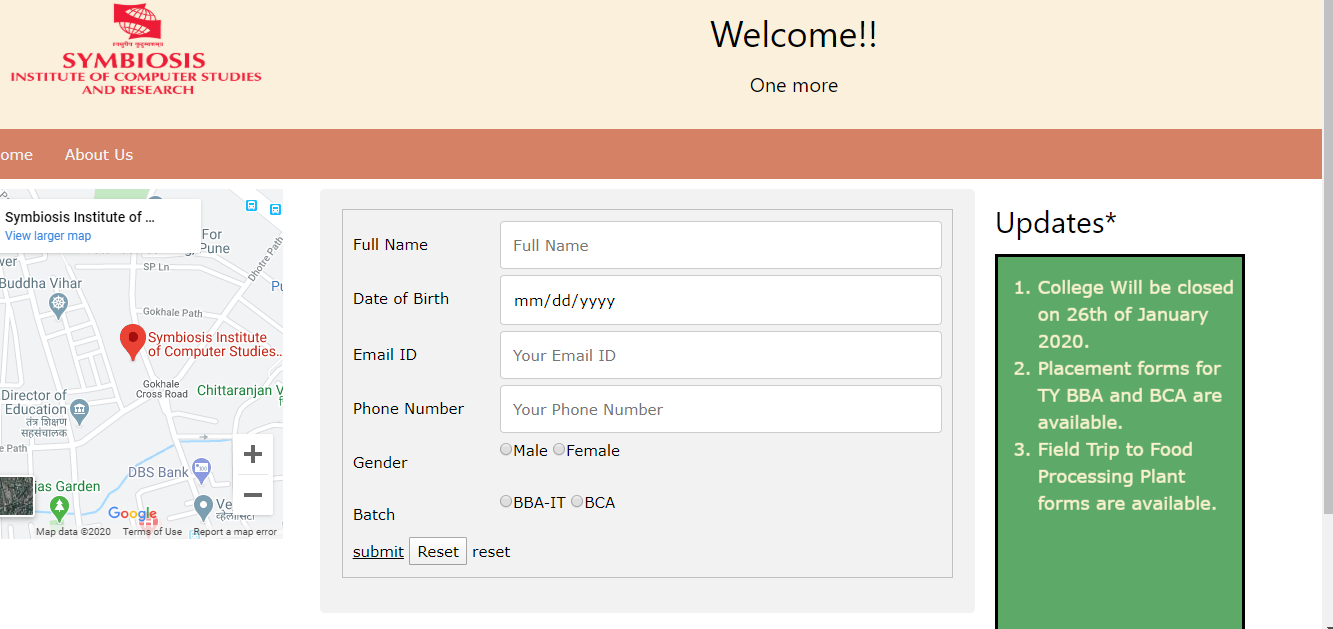 SYMBIOSIS
INSTITUTE OF COMPUTER STUDIES
AND RESEARCH
Welcome!!
One more
ome
About Us
Symbiosis Institute of ...
View larger map
For
Pune
SP Ln
Dhotre Path
Buddha Vihar
Gokhale Path
Symbiosis Institute
of Computer Studies...
Gokhale
Cross Road
Chittaranjan V
Director of
Education
तंत्र शिक्षण
सहसंचालक
e Path
DBS Bank
jas Garden
Ve
Google
Map data ©2020
Terms of Use
Report a map error
Full Name
Full Name
Date of Birth
mm/dd/yyyy
Email ID
Your Email ID
Phone Number
Your Phone Number
Gender
Male
Female
Batch
BBA-IT
BCA
submit
Reset
reset
Updates*
1. College Will be closed
on 26th of January
2020.
2. Placement forms for
TY BBA and BCA are
available.
3. Field Trip to Food
Processing Plant
forms are available.